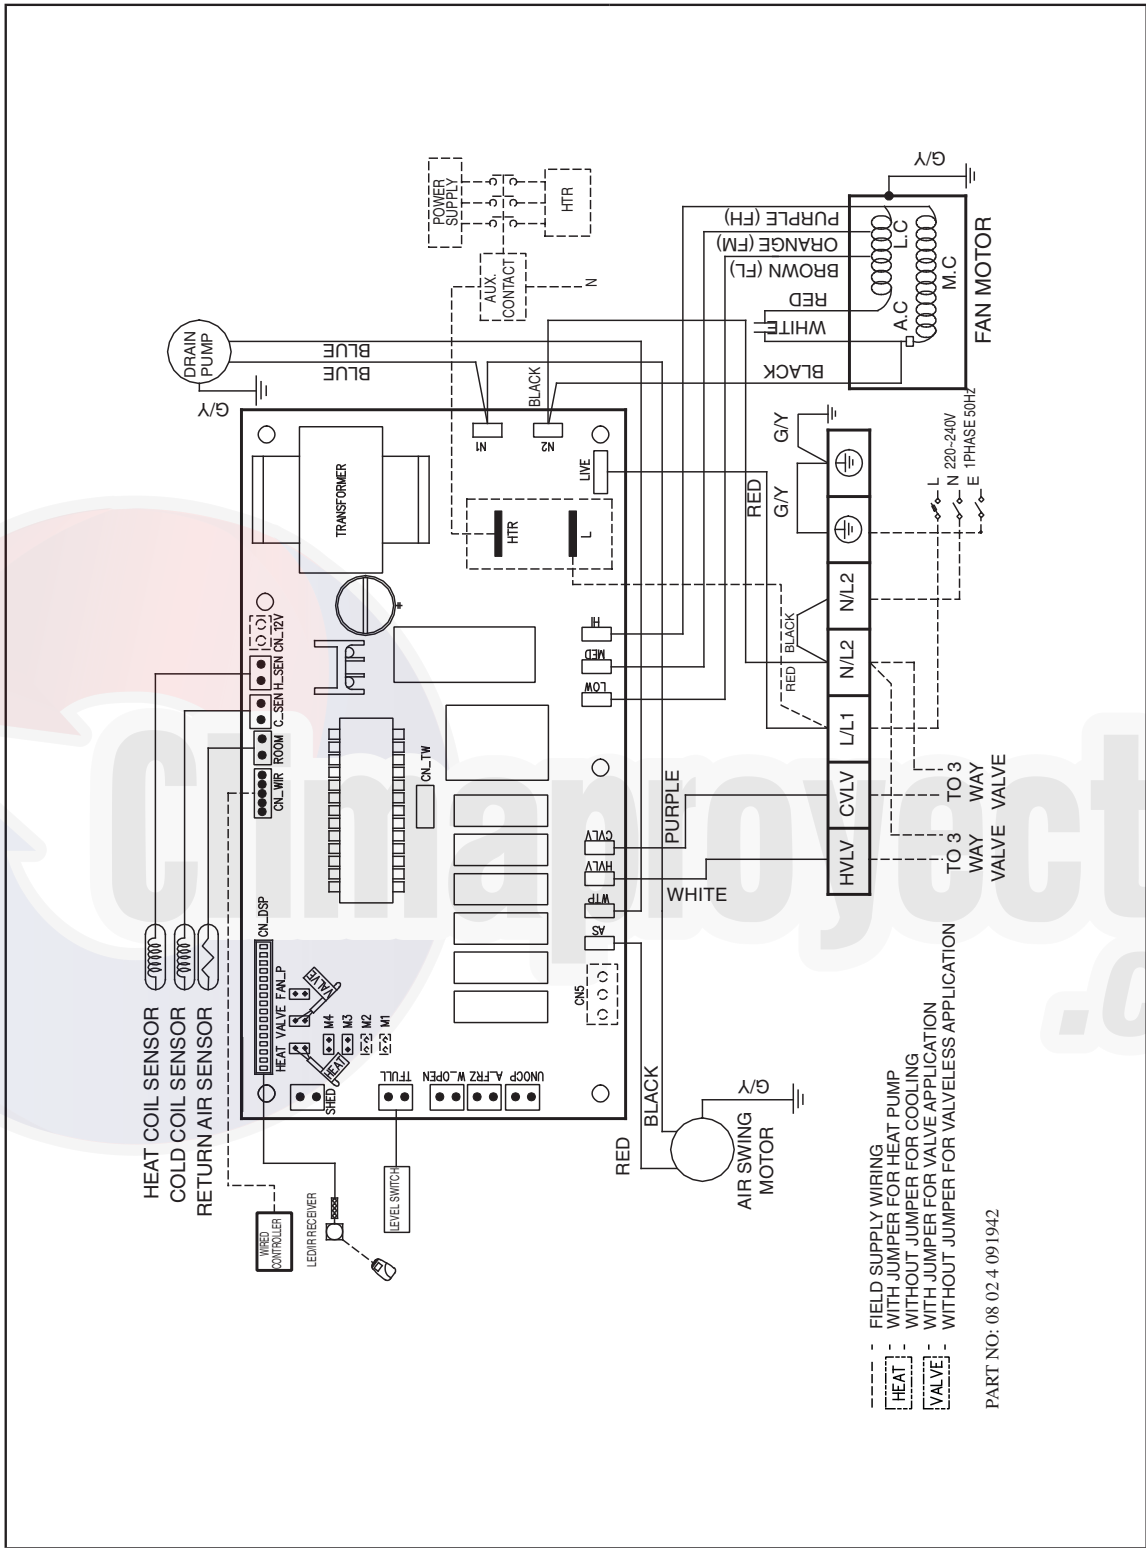 POWER
SUPPLY
HTR
AUX.
CONTACT
N
DRAIN
PUMP
G/Y
BLUE
BLUE
BLACK
G/Y
PURPLE (FH)
ORANGE (FM)
BROWN (FL)
RED
WHITE
BLACK
L.C
A.C
M.C
FAN MOTOR
TRANSFORMER
N1
N2
LIVE
HTR
L
CN_12V
H_SEN
C_SEN
ROOM
CN_WIR
CN_DSP
CN_TW
HI
MED
LOW
CVLV
HVLV
WTP
AS
CN5
HEAT
VALVE
FAN_P
VALVE
HEAT
M4
M3
M2
M1
SHED
TFULL
W_OPEN
A_FRZ
UNOCP
HEAT COIL SENSOR
COLD COIL SENSOR
RETURN AIR SENSOR
WIRED
CONTROLLER
LED/IR RECEIVER
LEVEL SWITCH
RED
BLACK
AIR SWING
MOTOR
G/Y
RED
G/Y
G/Y
RED
BLACK
PURPLE
WHITE
HVLV
CVLV
L/L1
N/L2
N/L2
L
N
E
220~240V
1PHASE 50Hz
TO 3
WAY
VALVE
TO 3
WAY
VALVE
- FIELD SUPPLY WIRING
HEAT
- WITH JUMPER FOR HEAT PUMP
- WITHOUT JUMPER FOR COOLING
VALVE
- WITH JUMPER FOR VALVE APPLICATION
- WITHOUT JUMPER FOR VALVELESS APPLICATION
PART NO: 08 02 4 091942
Climaproyect
.c